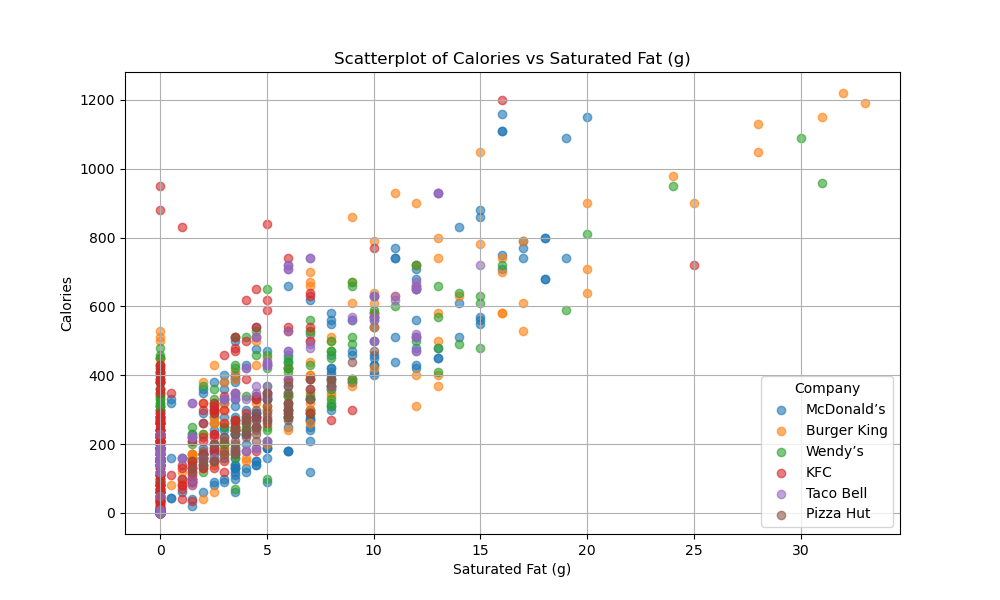 Scatterplot of Calories vs Saturated Fat (g)
1200
1000
800
600
400
200
0
Calories
0 5 10 15 20 25 30
Saturated Fat (g)
Company
McDonald’s
Burger King
Wendy’s
KFC
Taco Bell
Pizza Hut